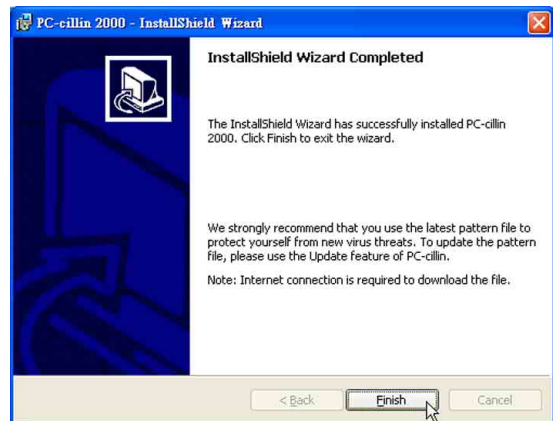 PC-cillin 2000 - InstallShield Wizard
InstallShield Wizard Completed
The InstallShield Wizard has successfully installed PC-cillin
2000. Click Finish to exit the wizard.
We strongly recommend that you use the latest pattern file to
protect yourself from new virus threats. To update the pattern
file, please use the Update feature of PC-cillin.
Note: Internet connection is required to download the file.
< Back Finish Cancel